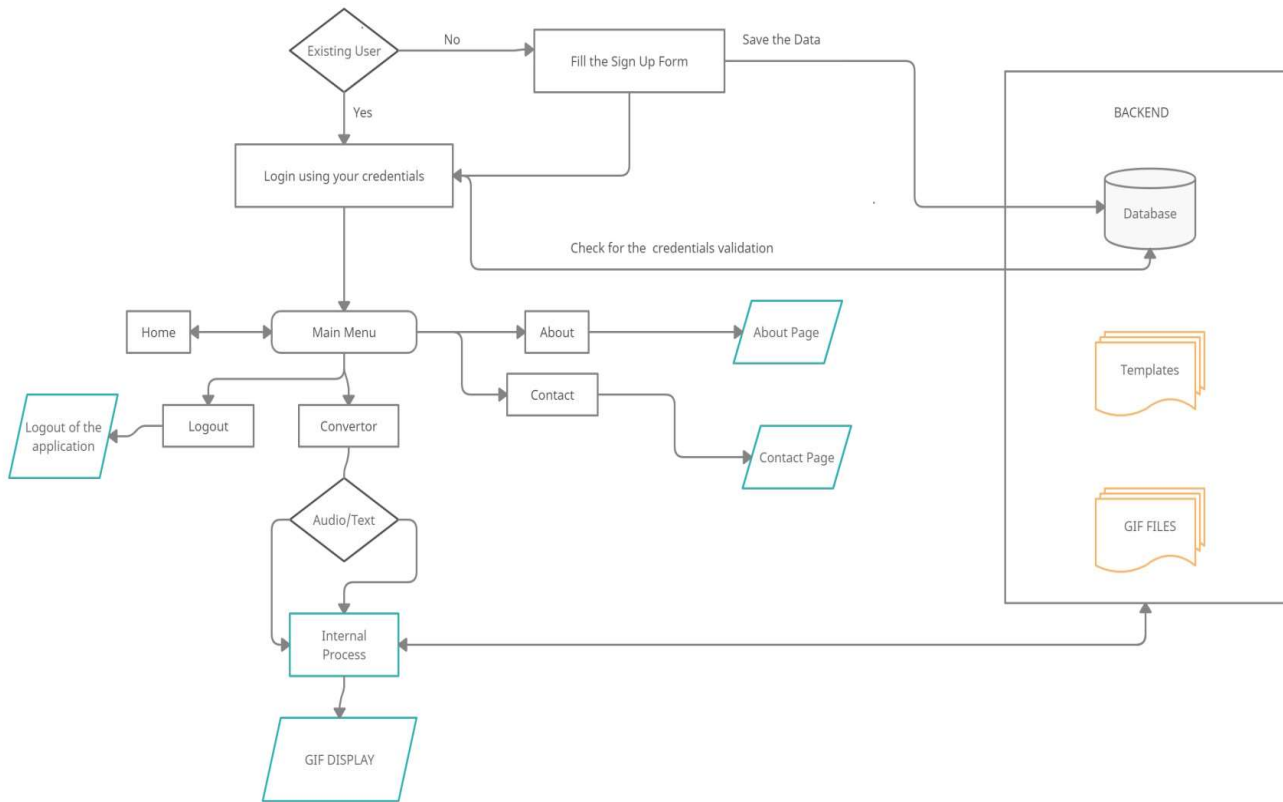 Existing User
No
Fill the Sign Up Form
Save the Data
BACKEND
Yes
Login using your credentials
Database
Check for the credentials validation
Home
Main Menu
About
About Page
Templates
Contact
Logout of the
application
Logout
Convertor
Contact Page
Audio/Text
GIF FILES
Internal
Process
GIF DISPLAY